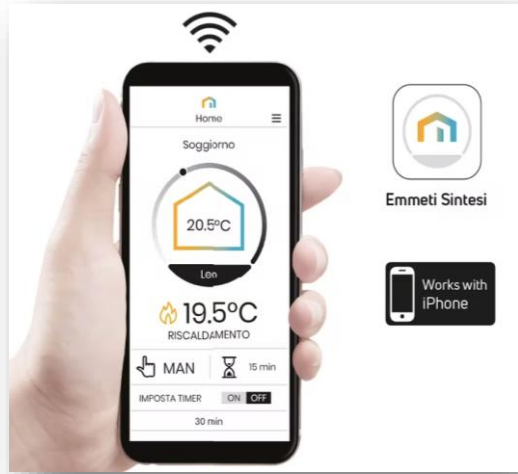 Home
Soggiorno
20.5°C
Len
19.5°C
RISCALDAMENTO
MAN
15 min
IMPOSTA TIMER ON OFF
30 min
Emmeti Sintesi
Works with
iPhone